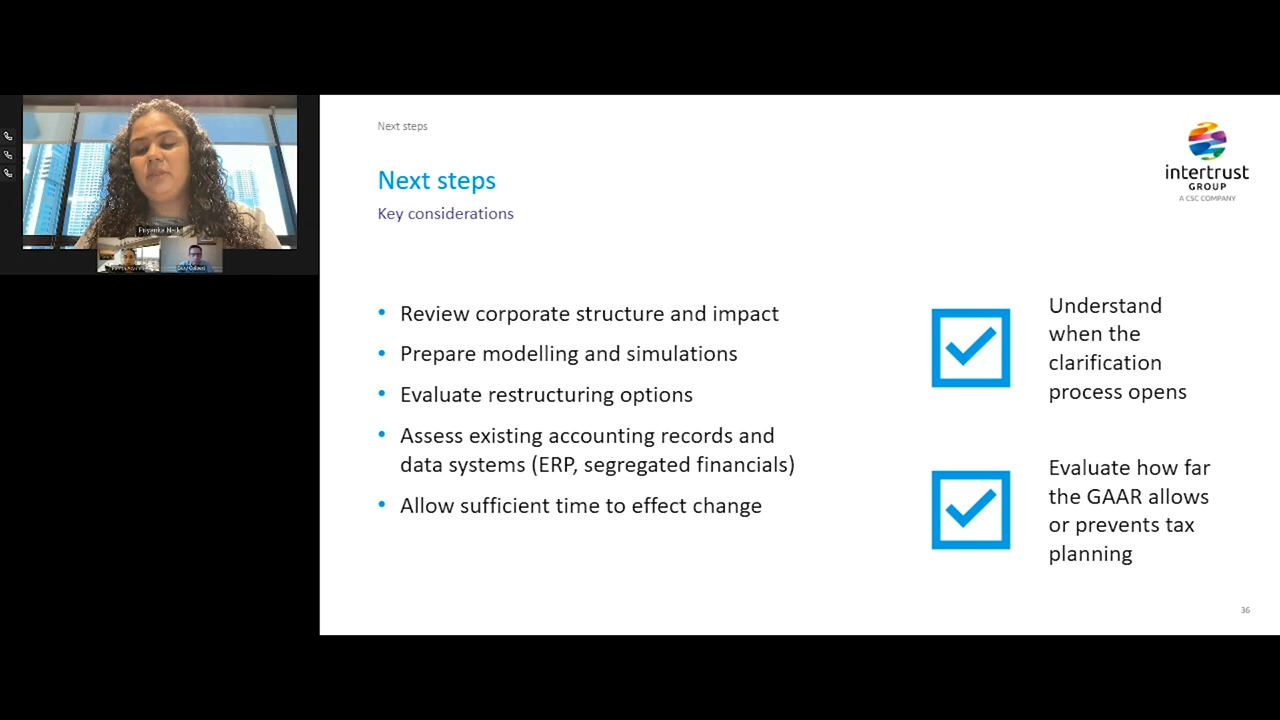 Priyanka Naik
Next steps
intertrust
GROUP
A CSC COMPANY
Next steps
Key considerations
• Review corporate structure and impact
• Prepare modelling and simulations
• Evaluate restructuring options
• Assess existing accounting records and
data systems (ERP, segregated financials)
• Allow sufficient time to effect change
Understand
when the
clarification
process opens
Evaluate how far
the GAAR allows
or prevents tax
planning
36